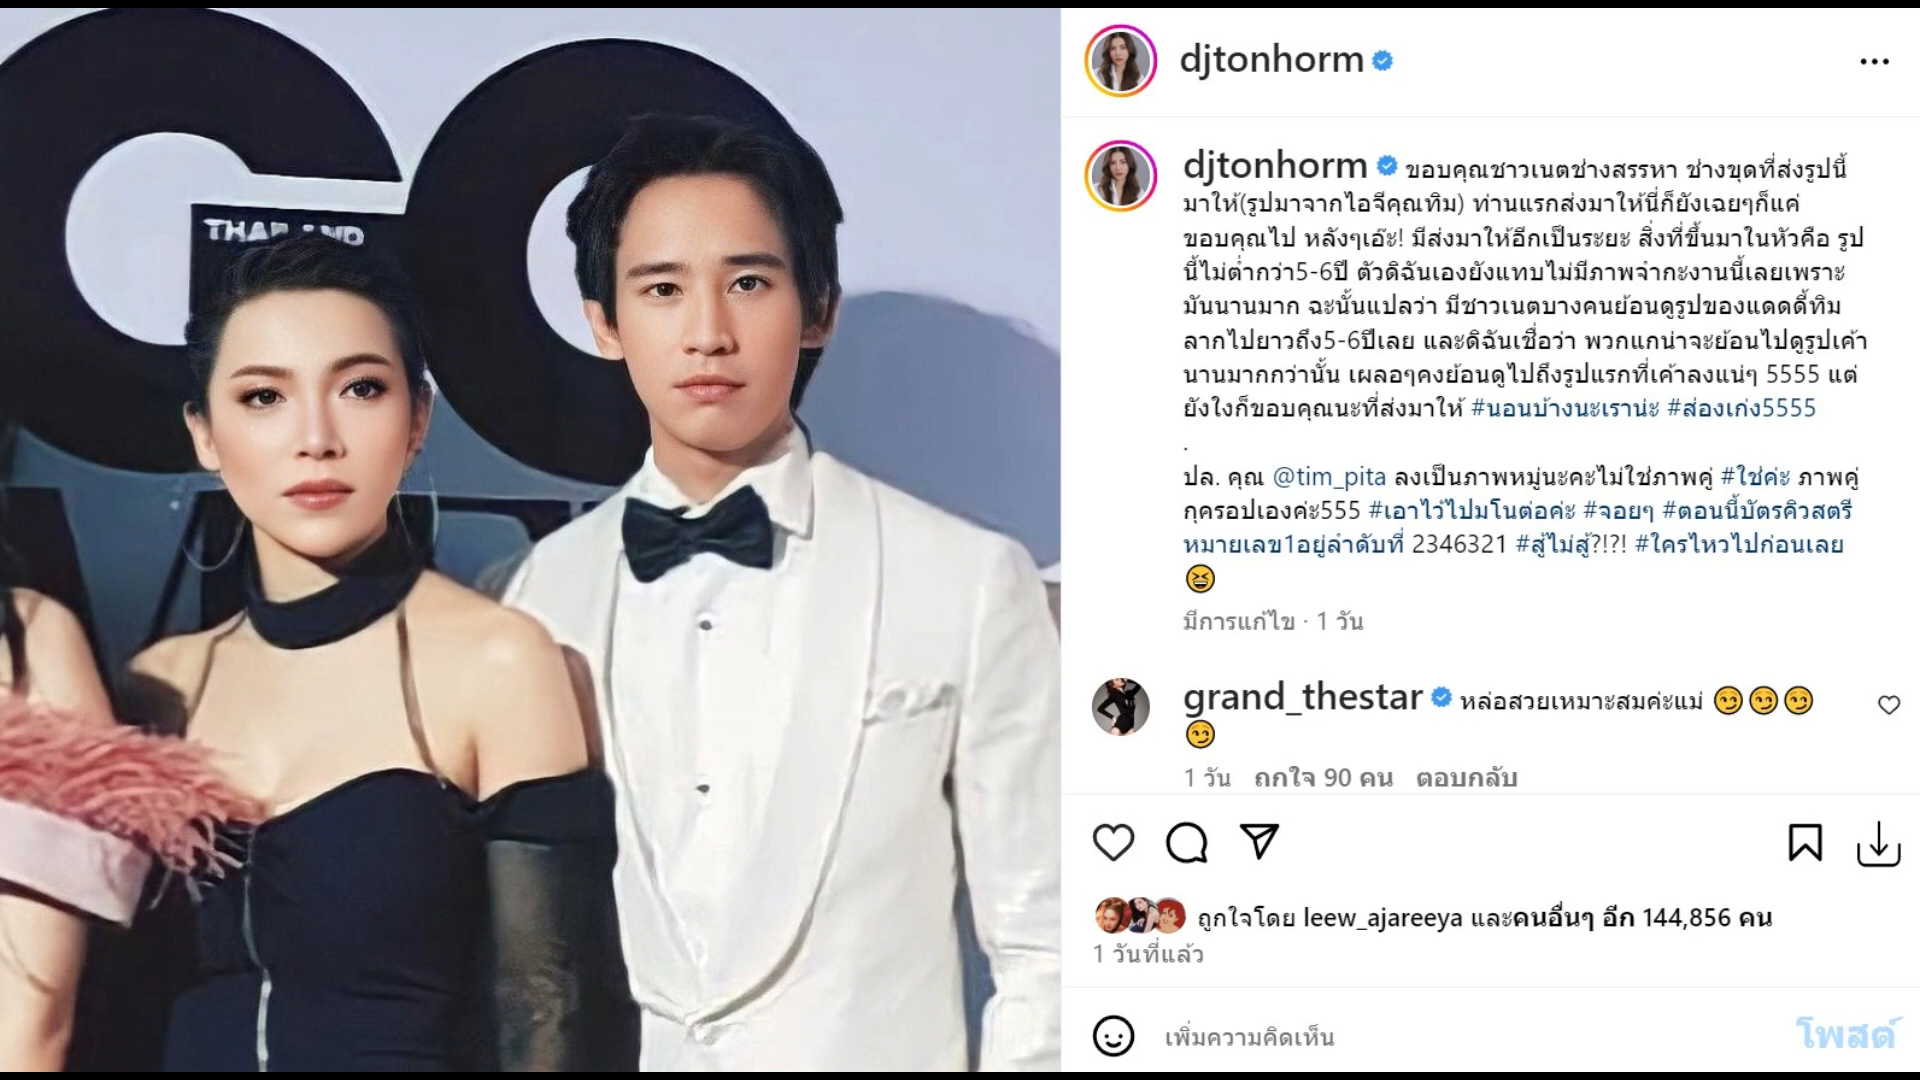 GQ
THAILAND
djtonhorm
djtonhorm ขอบคุณชาวเนตช่างสรรหา ช่างขุดที่ส่งรูปนี้
มาให้(รูปมาจากไอจีคุณทิม) ท่านแรกส่งมาให้นี่ก็ยังเฉยๆก็แค่
ขอบคุณไป หลังๆเอ๊ะ! มีส่งมาให้อีกเป็นระยะ สิ่งที่ขึ้นมาในหัวคือ รูป
นี้ไม่ต่ำกว่า5-6ปี ตัวดิฉันเองยังแทบไม่มีภาพจำกะงานนี้เลยเพราะ
มันนานมาก ฉะนั้นแปลว่า มีชาวเนตบางคนย้อนดูรูปของแดดดี้ทิม
ลากไปยาวถึง5-6ปีเลย และดิฉันเชื่อว่า พวกแกน่าจะย้อนไปดูรูปเค้า
นานมากกว่านั้น เผลอๆคงย้อนดูไปถึงรูปแรกที่เค้าลงแน่ๆ 5555 แต่
ยังใงก็ขอบคุณนะที่ส่งมาให้ #นอนบ้างนะเราน่ะ #ส่องเก่ง5555
.
ปล. คุณ @tim_pita ลงเป็นภาพหมู่นะคะไม่ใช่ภาพคู่ #ใช่ค่ะ ภาพคู่
กุครอปเองค่ะ555 #เอาไว้ไปมโนต่อค่ะ #จอยๆ #ตอนนี้บัตรคิวสตรี
หมายเลข1อยู่ลำดับที่ 2346321 #สู้ไม่สู้?!?! #ใครไหวไปก่อนเลย
😆
มีการแก้ไข · 1 วัน
grand_thestar หล่อสวยเหมาะสมค่ะแม่ 😏😏😏
😏
1 วัน ถูกใจ 90 คน ตอบกลับ
ถูกใจโดย leew_ajareeya และคนอื่นๆ อีก 144,856 คน
1 วันที่แล้ว
เพิ่มความคิดเห็น
โพสต์